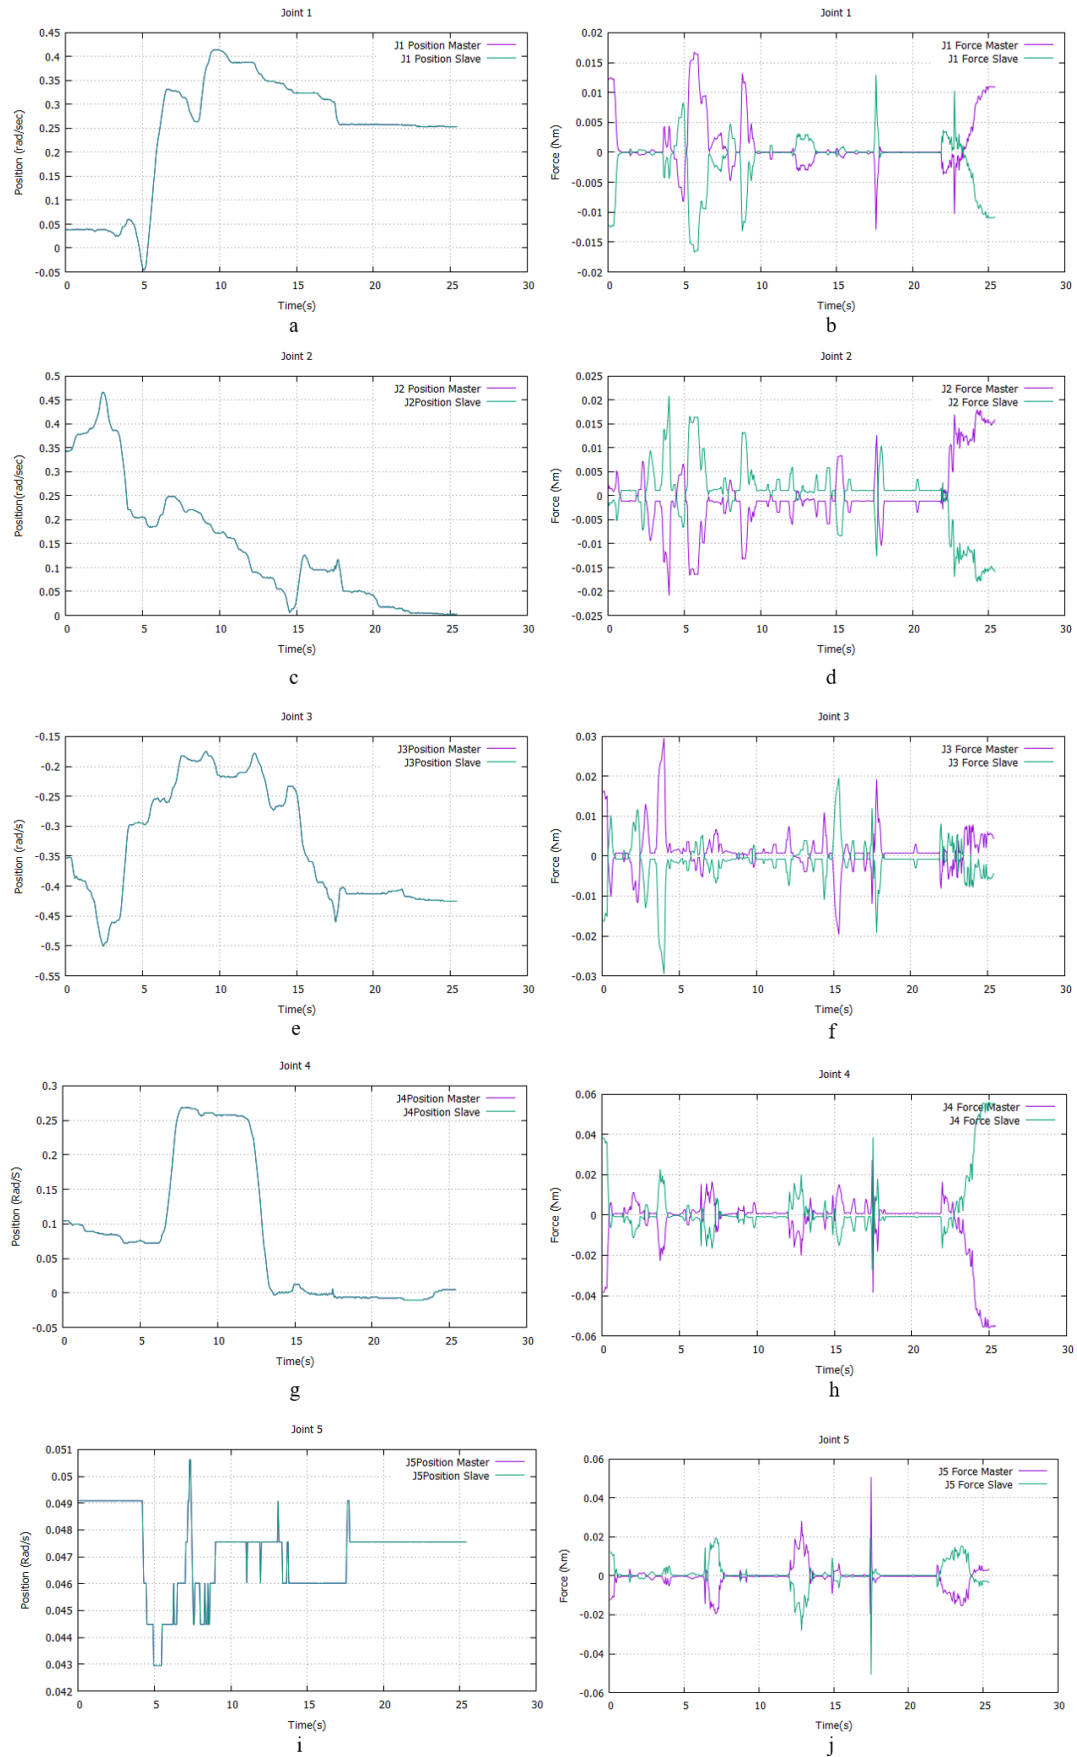 Joint 1
J1 Position Master
J1 Position Slave
Position (rad/sec)
0.45
0.4
0.35
0.3
0.25
0.2
0.15
0.1
0.05
0
-0.05
0 5 10 15 20 25 30
Time(s)
a
Joint 1
J1 Force Master
J1 Force Slave
Force (Nm)
0.02
0.015
0.01
0.005
0
-0.005
-0.01
-0.015
-0.02
0 5 10 15 20 25 30
Time(s)
b
Joint 2
J2 Position Master
J2Position Slave
Position(rad/sec)
0.5
0.45
0.4
0.35
0.3
0.25
0.2
0.15
0.1
0.05
0
0 5 10 15 20 25 30
Time(s)
c
Joint 2
J2 Force Master
J2 Force Slave
Force (Nm)
0.025
0.02
0.015
0.01
0.005
0
-0.005
-0.01
-0.015
-0.02
-0.025
0 5 10 15 20 25 30
Time(s)
d
Joint 3
J3Position Master
J3Position Slave
Position (rad/s)
-0.15
-0.2
-0.25
-0.3
-0.35
-0.4
-0.45
-0.5
-0.55
0 5 10 15 20 25 30
Time(s)
e
Joint 3
J3 Force Master
J3 Force Slave
Force (Nm)
0.03
0.02
0.01
0
-0.01
-0.02
-0.03
0 5 10 15 20 25 30
Time(s)
f
Joint 4
J4Position Master
J4Position Slave
Position (Rad/S)
0.3
0.25
0.2
0.15
0.1
0.05
0
-0.05
0 5 10 15 20 25 30
Time(s)
g
Joint 4
J4 Force Master
J4 Force Slave
Force (Nm)
0.06
0.04
0.02
0
-0.02
-0.04
-0.06
0 5 10 15 20 25 30
Time(s)
h
Joint 5
J5Position Master
J5Position Slave
Position (Rad/s)
0.051
0.05
0.049
0.048
0.047
0.046
0.045
0.044
0.043
0.042
0 5 10 15 20 25 30
Time(s)
i
Joint 5
J5 Force Master
J5 Force Slave
Force (Nm)
0.06
0.04
0.02
0
-0.02
-0.04
-0.06
0 5 10 15 20 25 30
Time(s)
j